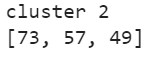 cluster 2
[73, 57, 49]